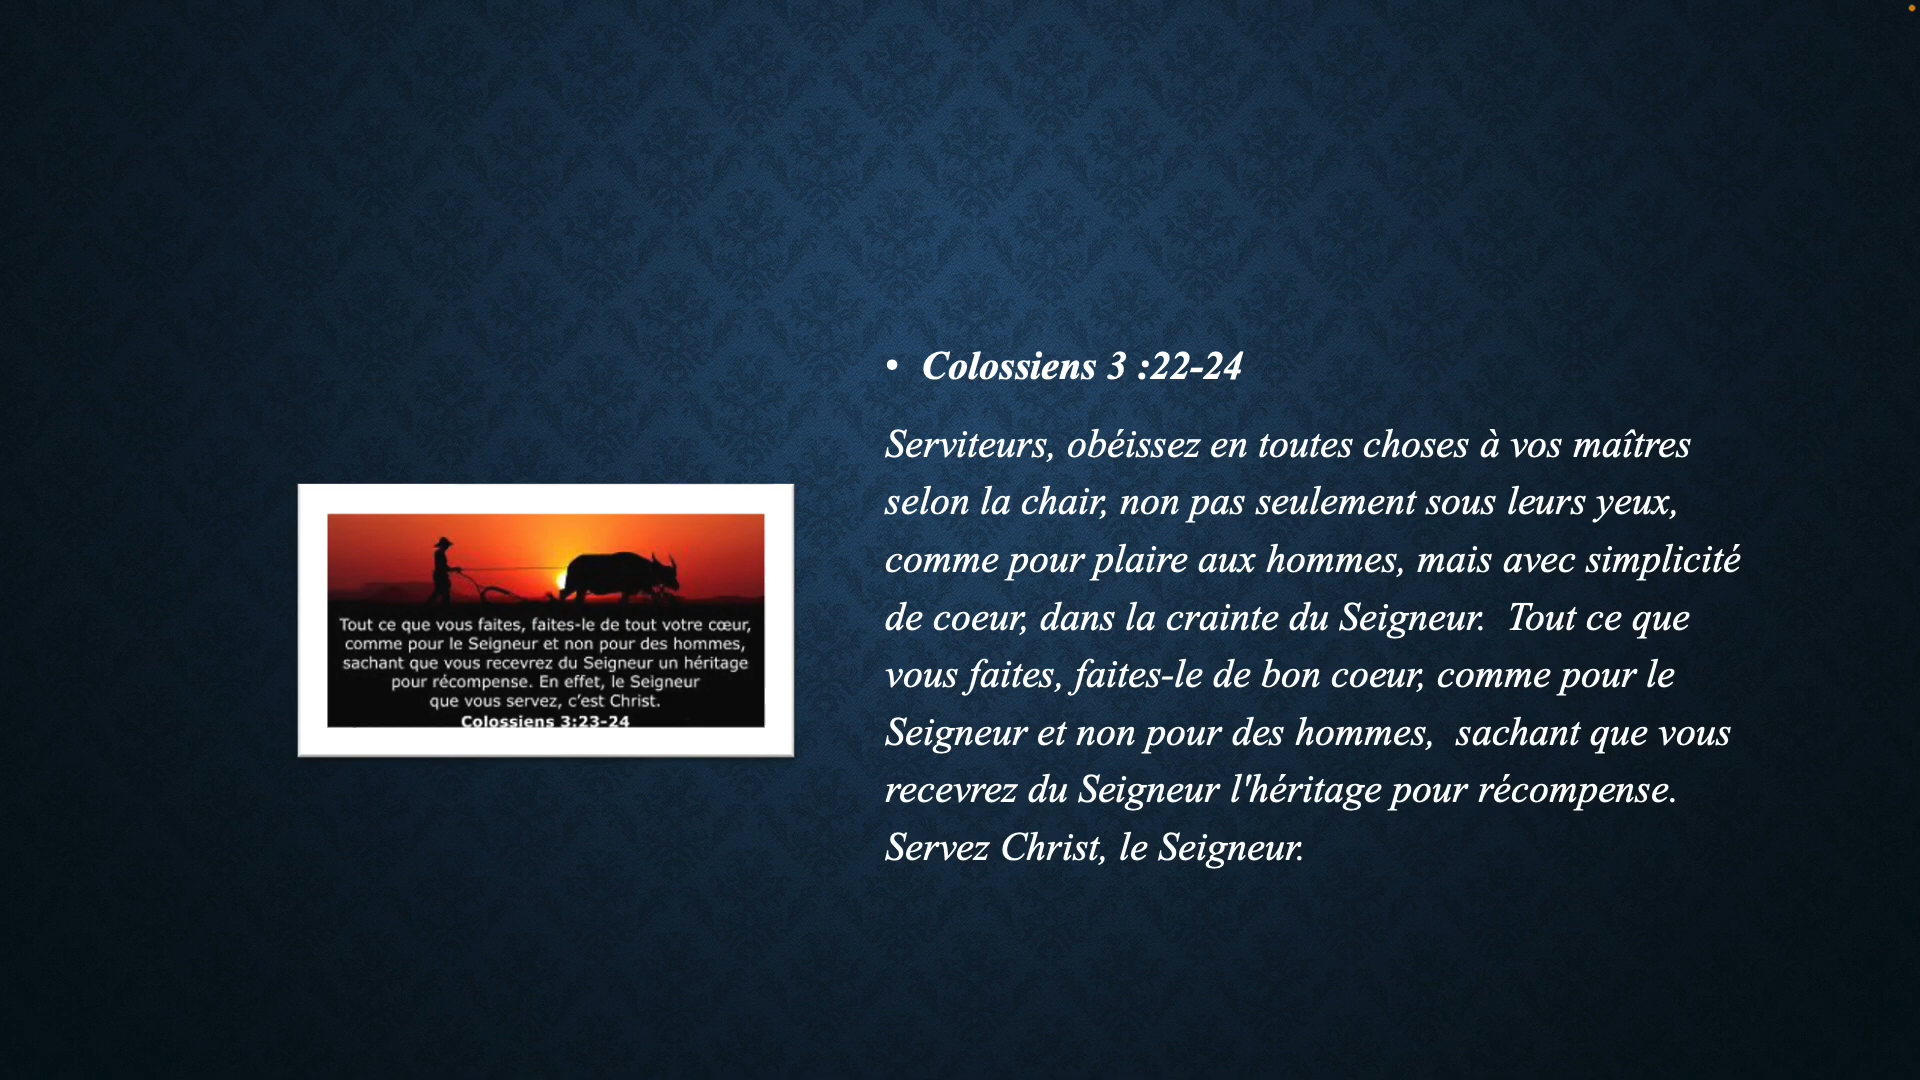 Tout ce que vous faites, faites-le de tout votre cœur,
comme pour le Seigneur et non pour des hommes,
sachant que vous recevrez du Seigneur un héritage
pour récompense. En effet, le Seigneur
que vous servez, c’est Christ.
Colossiens 3:23-24
• Colossiens 3 :22-24
Serviteurs, obéissez en toutes choses à vos maîtres
selon la chair, non pas seulement sous leurs yeux,
comme pour plaire aux hommes, mais avec simplicité
de coeur, dans la crainte du Seigneur.  Tout ce que
vous faites, faites-le de bon coeur, comme pour le
Seigneur et non pour des hommes,  sachant que vous
recevrez du Seigneur l'héritage pour récompense.
Servez Christ, le Seigneur.